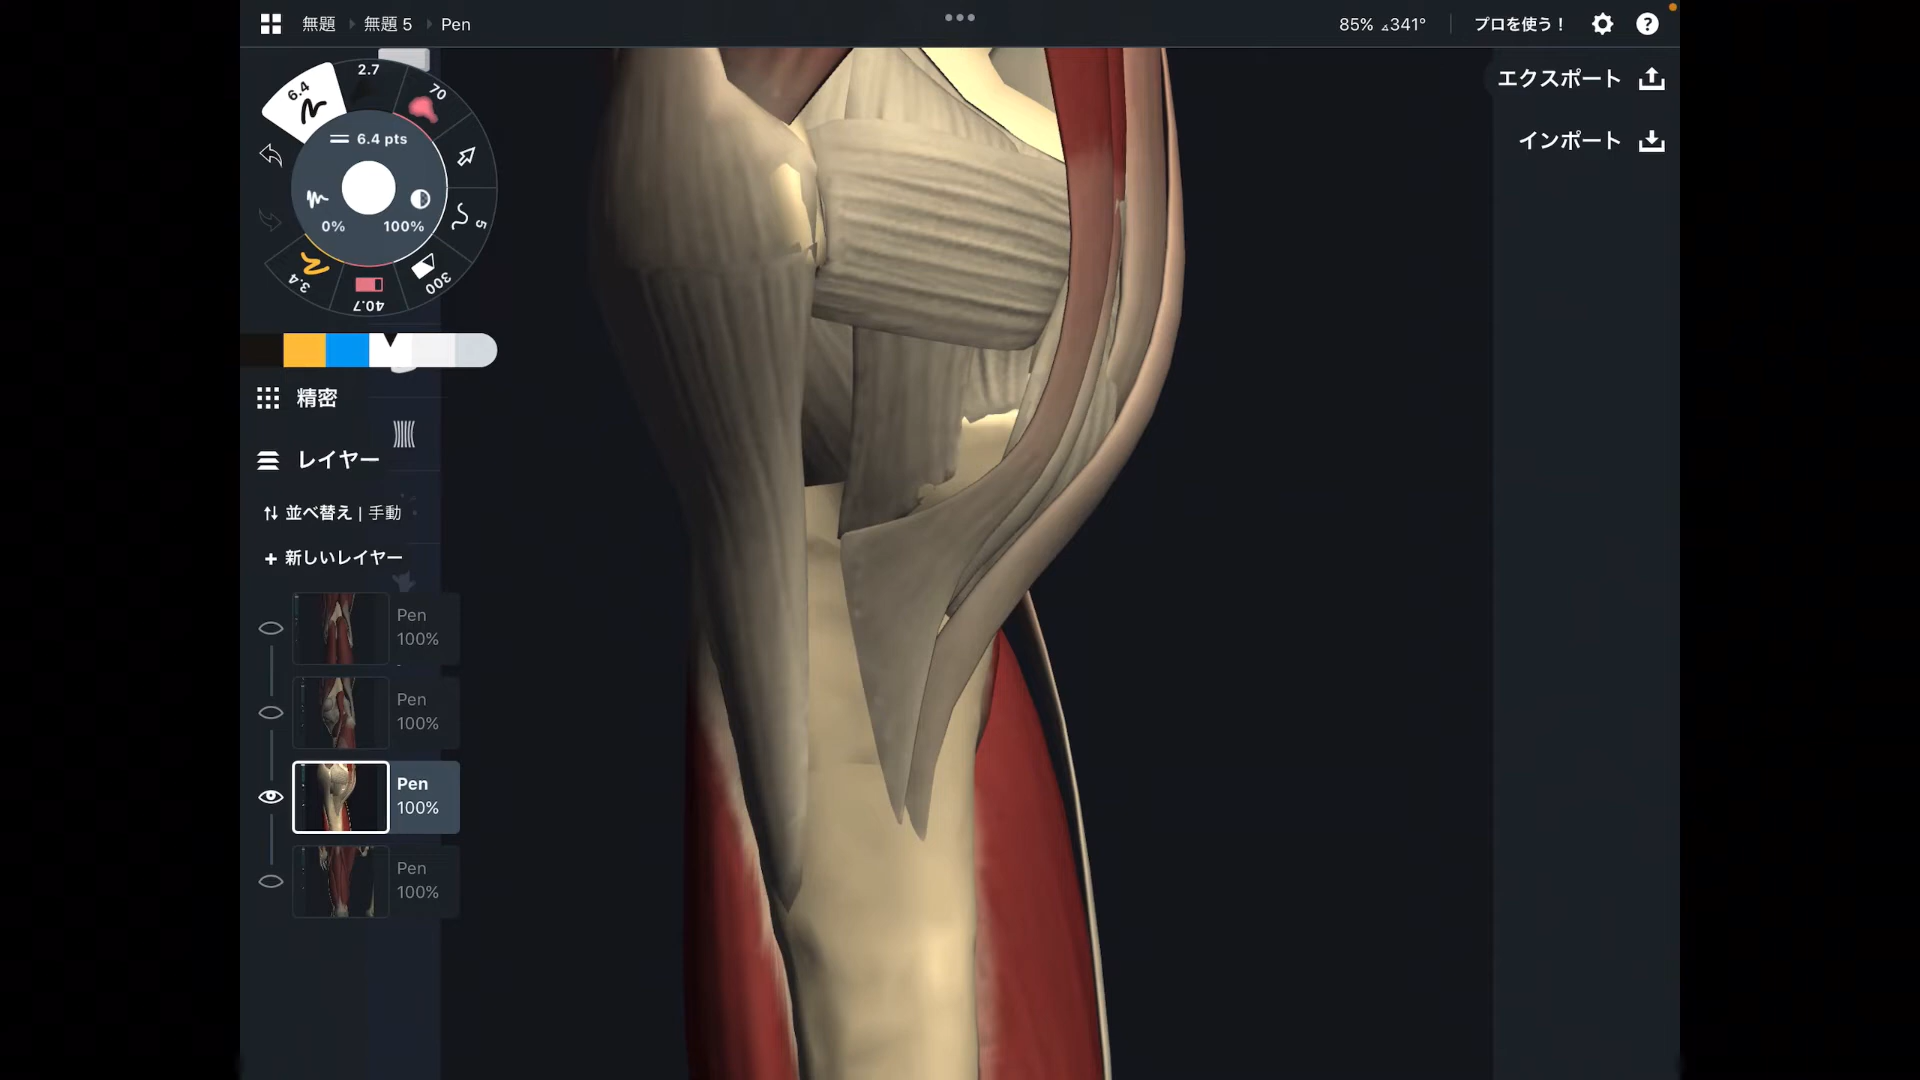 無題 › 無題 5 › Pen
85% ⊿341°
プロを使う！
エクスポート
インポート
2.7
6.4
70
6.4 pts
0%
100%
5
300
40.7
3.4
精密
レイヤー
並べ替え | 手動
+ 新しいレイヤー
Pen
100%
Pen
100%
Pen
100%
Pen
100%